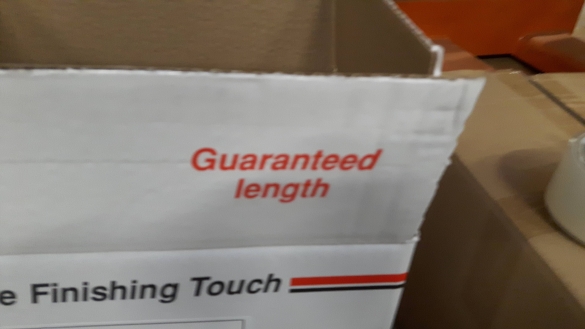 Guaranteed
length
Finishing Touch